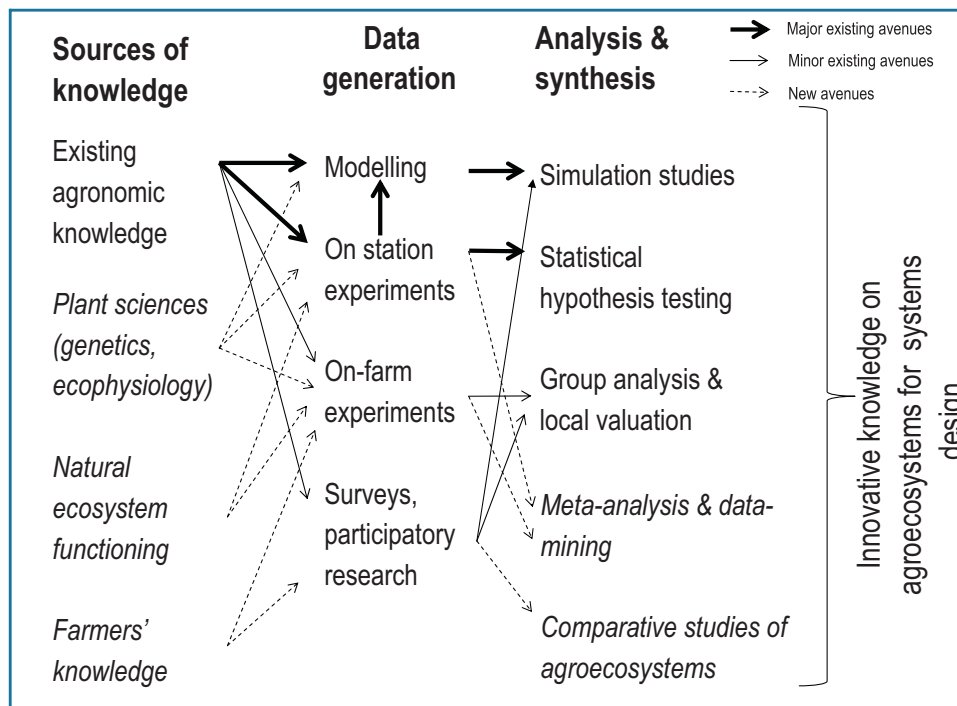 Sources of
knowledge
Data
generation
Analysis &
synthesis
Major existing avenues
Minor existing avenues
New avenues
Existing
agronomic
knowledge
Plant sciences
(genetics,
ecophysiology)
Natural
ecosystem
functioning
Farmers'
knowledge
Modelling
On station
experiments
On-farm
experiments
Surveys,
participatory
research
Simulation studies
Statistical
hypothesis testing
Group analysis &
local valuation
Meta-analysis & data-
mining
Comparative studies of
agroecosystems
Innovative knowledge on
agroecosystems for systems
design